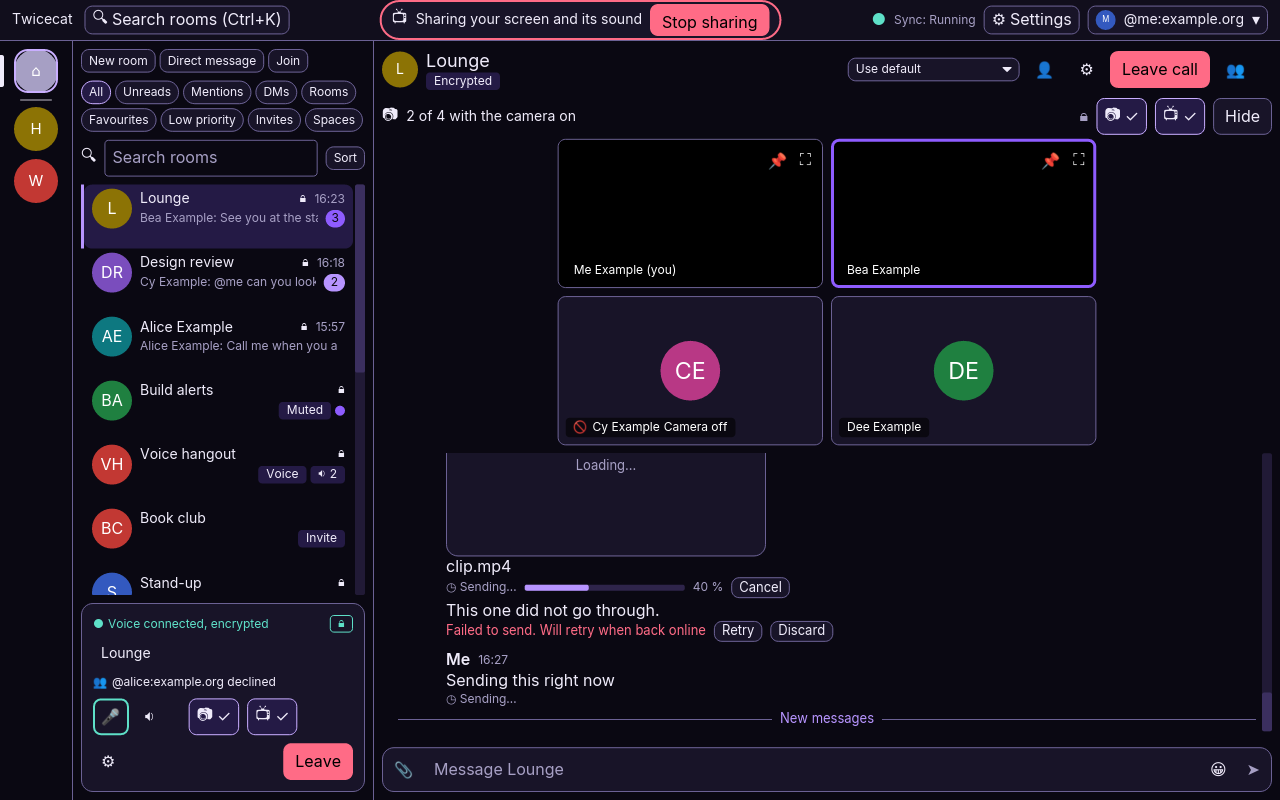 Twicecat
Search rooms (Ctrl+K)
Sharing your screen and its sound
Stop sharing
Sync: Running
Settings
M
@me:example.org
H
W
New room
Direct message
Join
All
Unreads
Mentions
DMs
Rooms
Favourites
Low priority
Invites
Spaces
Search rooms
Sort
L
Lounge
16:23
Bea Example: See you at the sta
3
DR
Design review
16:18
Cy Example: @me can you look
2
AE
Alice Example
15:57
Alice Example: Call me when you a
BA
Build alerts
Muted
VH
Voice hangout
Voice
2
BC
Book club
Invite
S
Stand-up
Voice connected, encrypted
Lounge
@alice:example.org declined
Leave
L
Lounge
Encrypted
Use default
Leave call
2 of 4 with the camera on
Hide
Me Example (you)
Bea Example
CE
Cy Example Camera off
DE
Dee Example
Loading...
clip.mp4
Sending...
40 %
Cancel
This one did not go through.
Failed to send. Will retry when back online
Retry
Discard
Me 16:27
Sending this right now
Sending...
New messages
Message Lounge